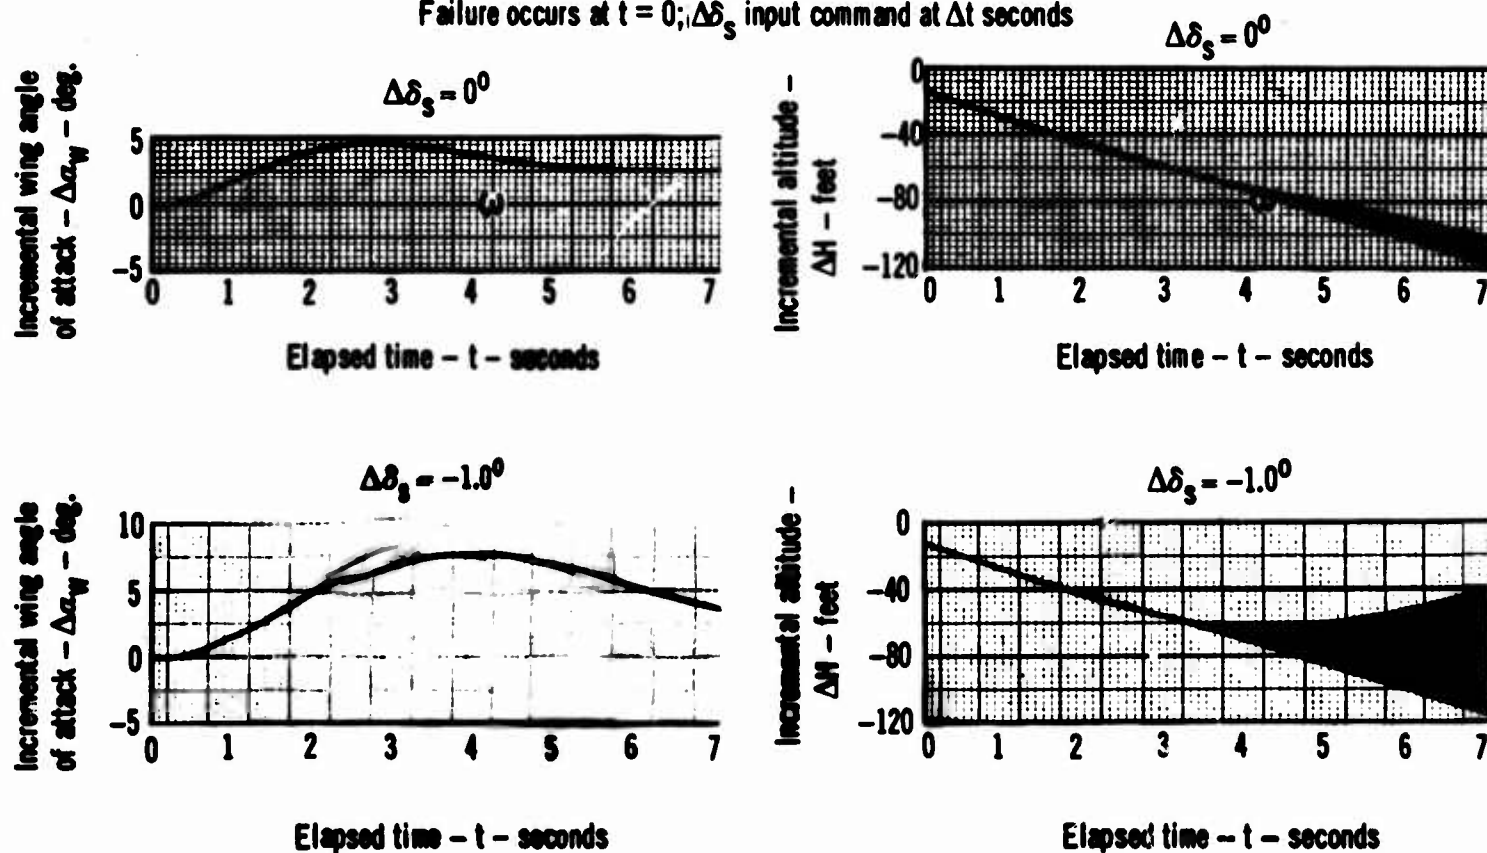 Failure occurs at t = 0; Δδs input command at Δt seconds
Δδs = 0⁰
Incremental wing angle
of attack – Δαw – deg.
5
0
-5
0 1 2 3 4 5 6 7
Elapsed time – t – seconds
Δδs = 0⁰
Incremental altitude –
ΔH – feet
0
-40
-80
-120
0 1 2 3 4 5 6 7
Elapsed time – t – seconds
Δδs = -1.0⁰
Incremental wing angle
of attack – Δαw – deg.
10
5
0
-5
0 1 2 3 4 5 6 7
Elapsed time – t – seconds
Δδs = -1.0⁰
Incremental altitude –
ΔH – feet
0
-40
-80
-120
0 1 2 3 4 5 6 7
Elapsed time – t – seconds